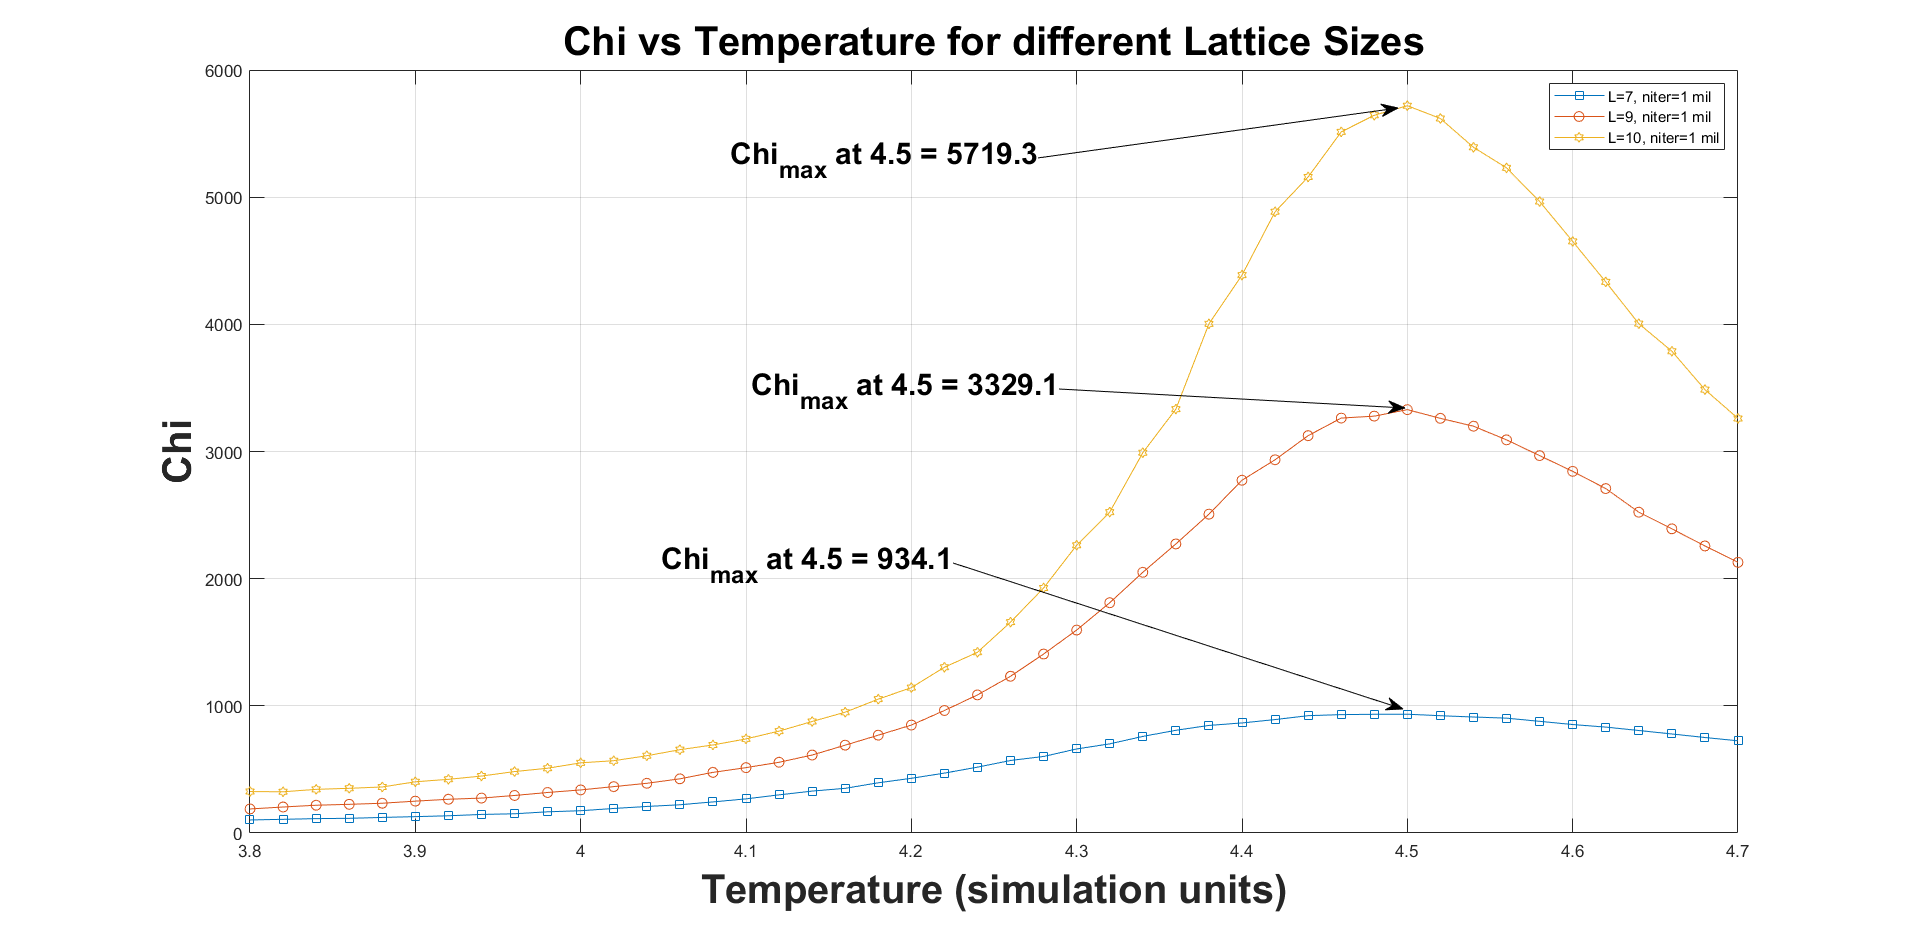 Chi vs Temperature for different Lattice Sizes
6000
5000
4000
3000
2000
1000
0
Chi
L=7, niter=1 mil
L=9, niter=1 mil
L=10, niter=1 mil
Chimax at 4.5 = 5719.3
Chimax at 4.5 = 3329.1
Chimax at 4.5 = 934.1
3.8 3.9 4 4.1 4.2 4.3 4.4 4.5 4.6 4.7
Temperature (simulation units)